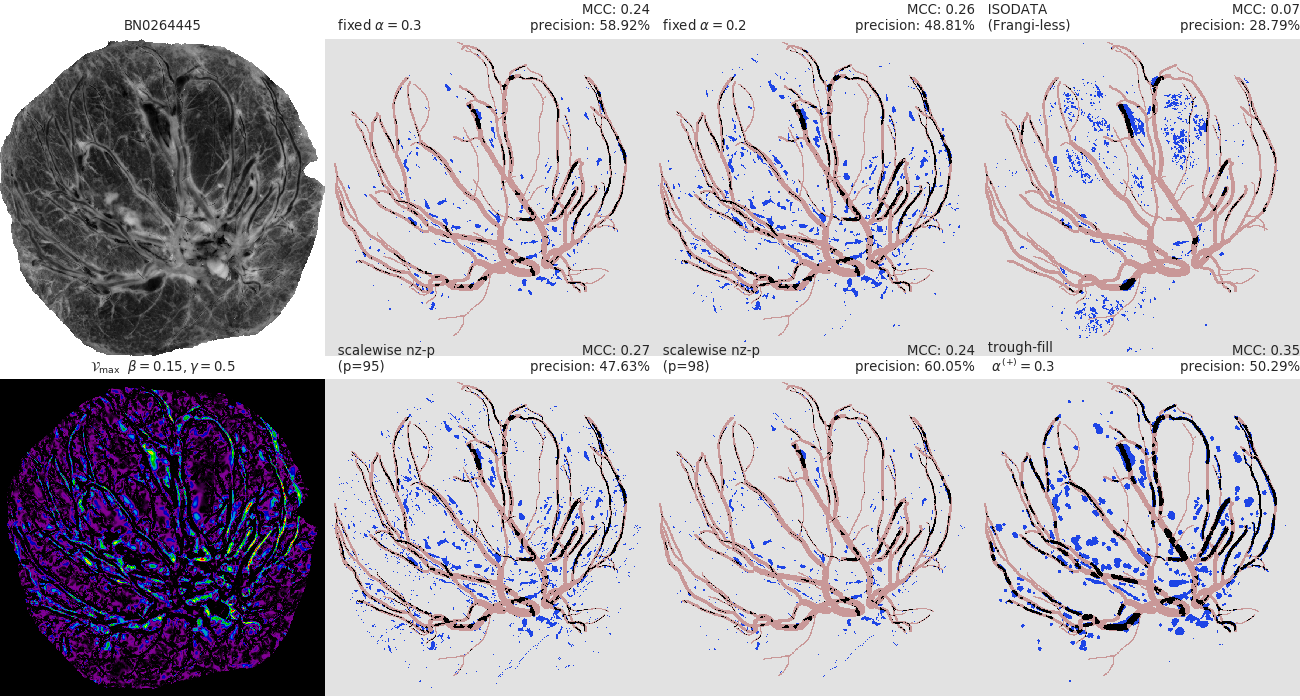 BN0264445
fixed α = 0.3
MCC: 0.24
precision: 58.92%
fixed α = 0.2
MCC: 0.26
precision: 48.81%
ISODATA
(Frangi-less)
MCC: 0.07
precision: 28.79%
𝒱max β = 0.15, γ = 0.5
scalewise nz-p
(p=95)
MCC: 0.27
precision: 47.63%
scalewise nz-p
(p=98)
MCC: 0.24
precision: 60.05%
trough-fill
α(+) = 0.3
MCC: 0.35
precision: 50.29%